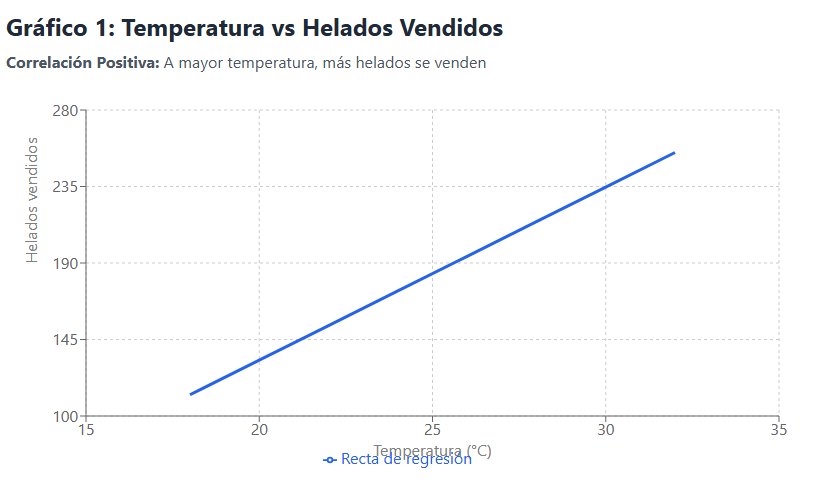 Gráfico 1: Temperatura vs Helados Vendidos
Correlación Positiva: A mayor temperatura, más helados se venden
280
Helados vendidos
235
190
145
100
15
20
25
30
35
Temperatura (°C)
Recta de regresión